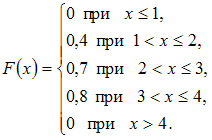 0 при x ≤ 1,
0,4 при 1 < x ≤ 2,
F(x) = 0,7 при 2 < x ≤ 3,
0,8 при 3 < x ≤ 4,
0 при x > 4.